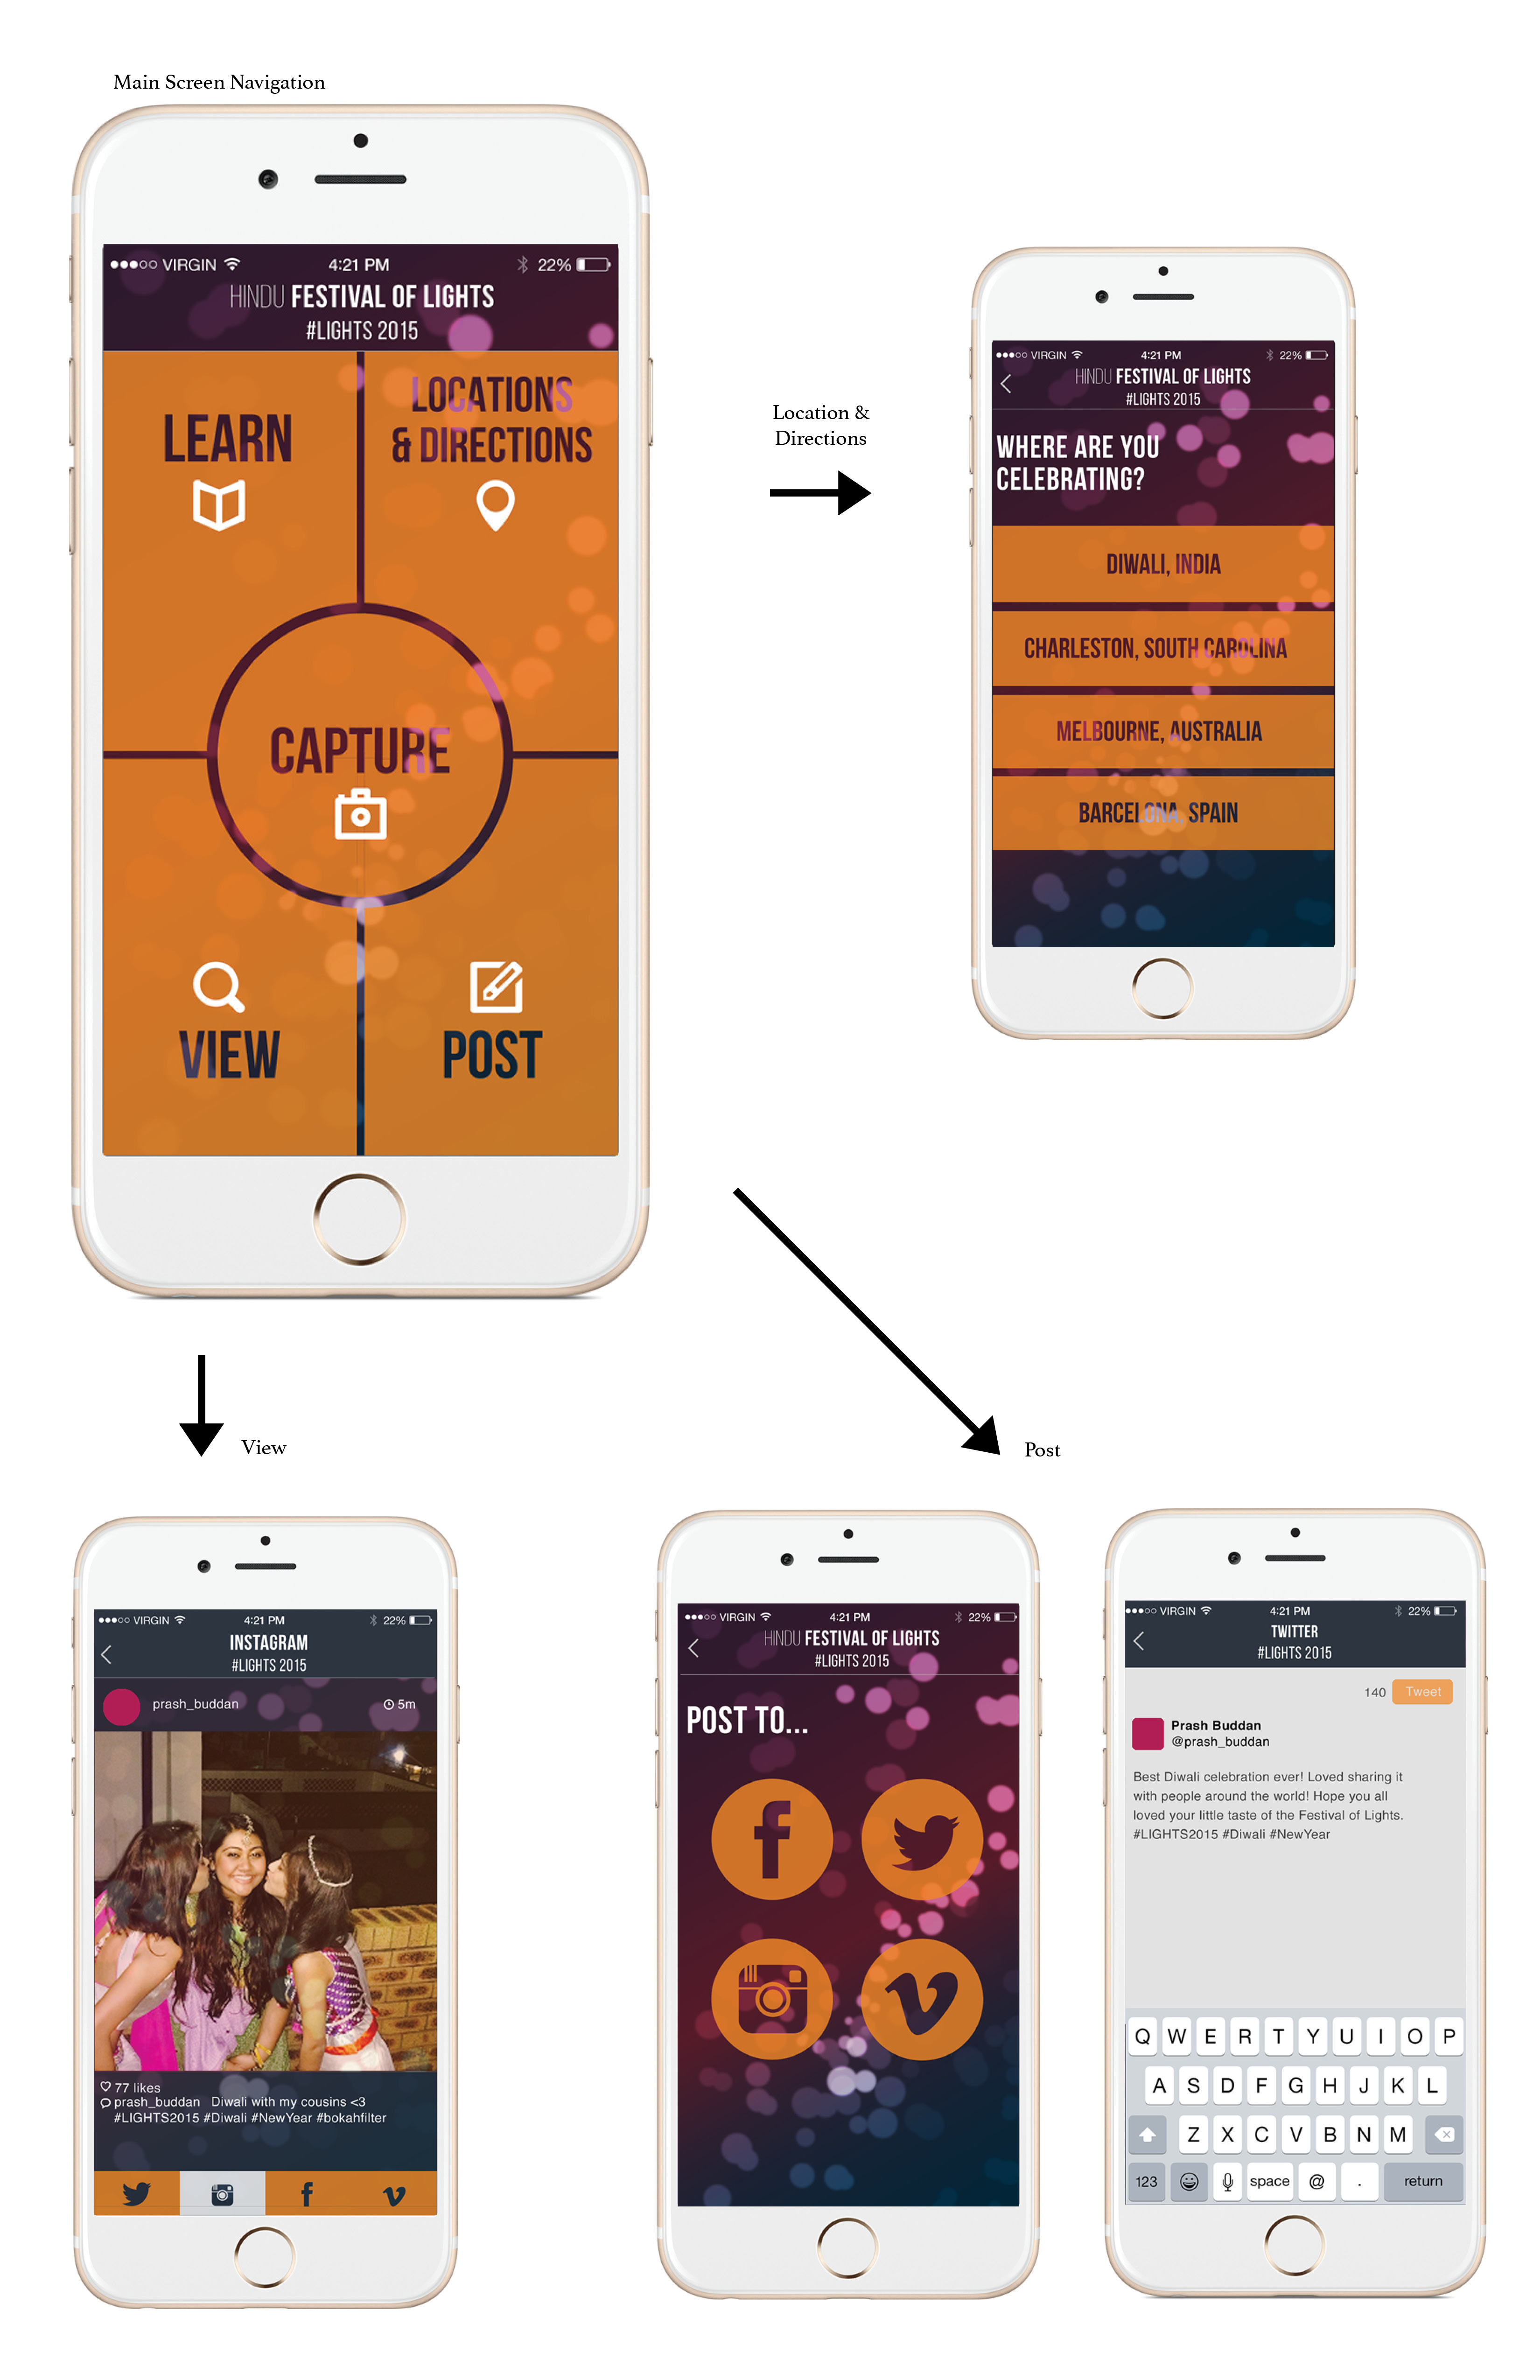 Main Screen Navigation
VIRGIN 4:21 PM 22%
HINDU FESTIVAL OF LIGHTS
#LIGHTS 2015
LEARN
LOCATIONS
& DIRECTIONS
CAPTURE
VIEW
POST
Location &
Directions
VIRGIN 4:21 PM 22%
HINDU FESTIVAL OF LIGHTS
#LIGHTS 2015
WHERE ARE YOU
CELEBRATING?
DIWALI, INDIA
CHARLESTON, SOUTH CAROLINA
MELBOURNE, AUSTRALIA
BARCELONA, SPAIN
View
VIRGIN 4:21 PM 22%
INSTAGRAM
#LIGHTS 2015
prash_buddan 5m
77 likes
prash_buddan Diwali with my cousins <3
#LIGHTS2015 #Diwali #NewYear #bokahfilter
Post
VIRGIN 4:21 PM 22%
HINDU FESTIVAL OF LIGHTS
#LIGHTS 2015
POST TO...
VIRGIN 4:21 PM 22%
TWITTER
#LIGHTS 2015
140 Tweet
Prash Buddan
@prash_buddan
Best Diwali celebration ever! Loved sharing it
with people around the world! Hope you all
loved your little taste of the Festival of Lights.
#LIGHTS2015 #Diwali #NewYear
Q W E R T Y U I O P
A S D F G H J K L
Z X C V B N M
123 space @ . return